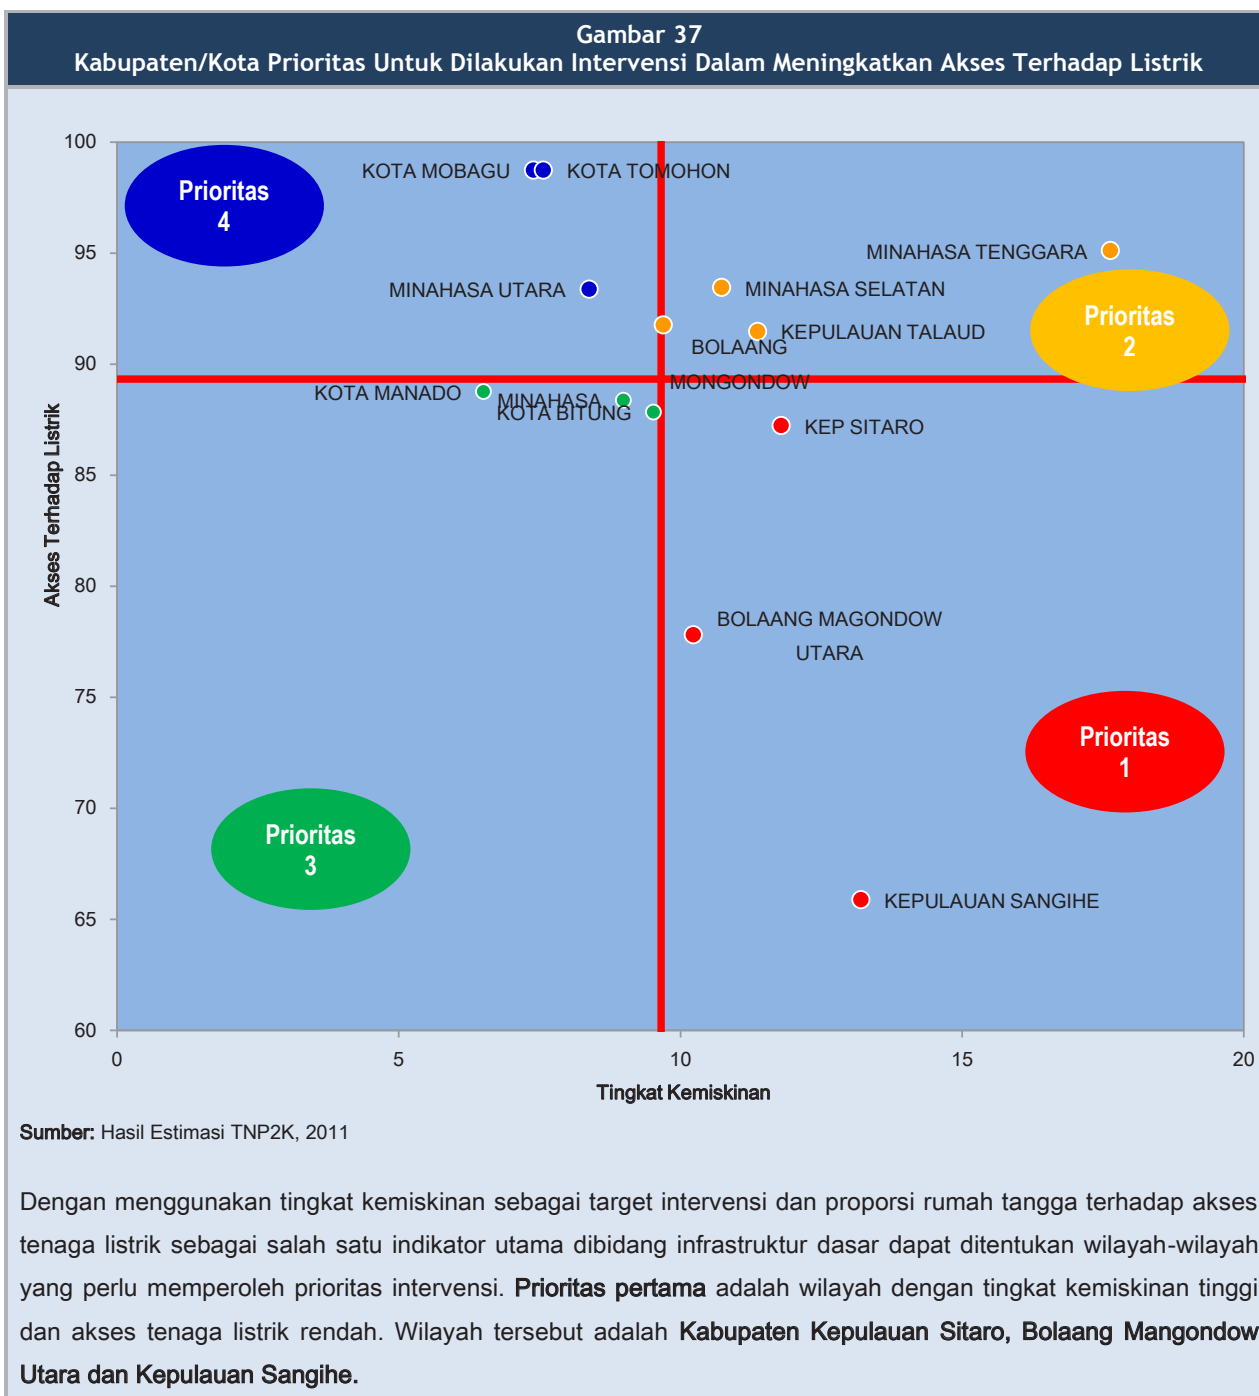 Gambar 37
Kabupaten/Kota Prioritas Untuk Dilakukan Intervensi Dalam Meningkatkan Akses Terhadap Listrik
100
95
90
85
80
75
70
65
60
Akses Terhadap Listrik
Prioritas
4
KOTA MOBAGU
KOTA TOMOHON
MINAHASA TENGGARA
MINAHASA UTARA
MINAHASA SELATAN
Prioritas
2
KEPULAUAN TALAUD
BOLAANG
MONGONDOW
KOTA MANADO
MINAHASA
KOTA BITUNG
KEP SITARO
BOLAANG MAGONDOW
UTARA
Prioritas
1
Prioritas
3
KEPULAUAN SANGIHE
0
5
10
15
20
Tingkat Kemiskinan
Sumber: Hasil Estimasi TNP2K, 2011
Dengan menggunakan tingkat kemiskinan sebagai target intervensi dan proporsi rumah tangga terhadap akses
tenaga listrik sebagai salah satu indikator utama dibidang infrastruktur dasar dapat ditentukan wilayah-wilayah
yang perlu memperoleh prioritas intervensi. Prioritas pertama adalah wilayah dengan tingkat kemiskinan tinggi
dan akses tenaga listrik rendah. Wilayah tersebut adalah Kabupaten Kepulauan Sitaro, Bolaang Mangondow
Utara dan Kepulauan Sangihe.